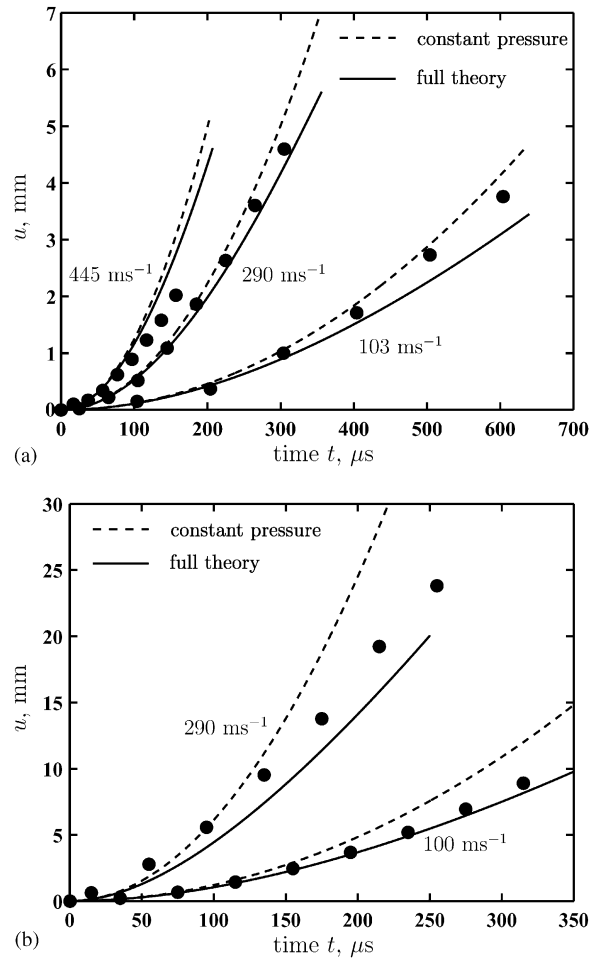 7
6
5
4
3
2
1
0
u, mm
constant pressure
full theory
445 ms⁻¹
290 ms⁻¹
103 ms⁻¹
0 100 200 300 400 500 600 700
(a)
time t, μs
30
25
20
15
10
5
0
u, mm
constant pressure
full theory
290 ms⁻¹
100 ms⁻¹
0 50 100 150 200 250 300 350
(b)
time t, μs